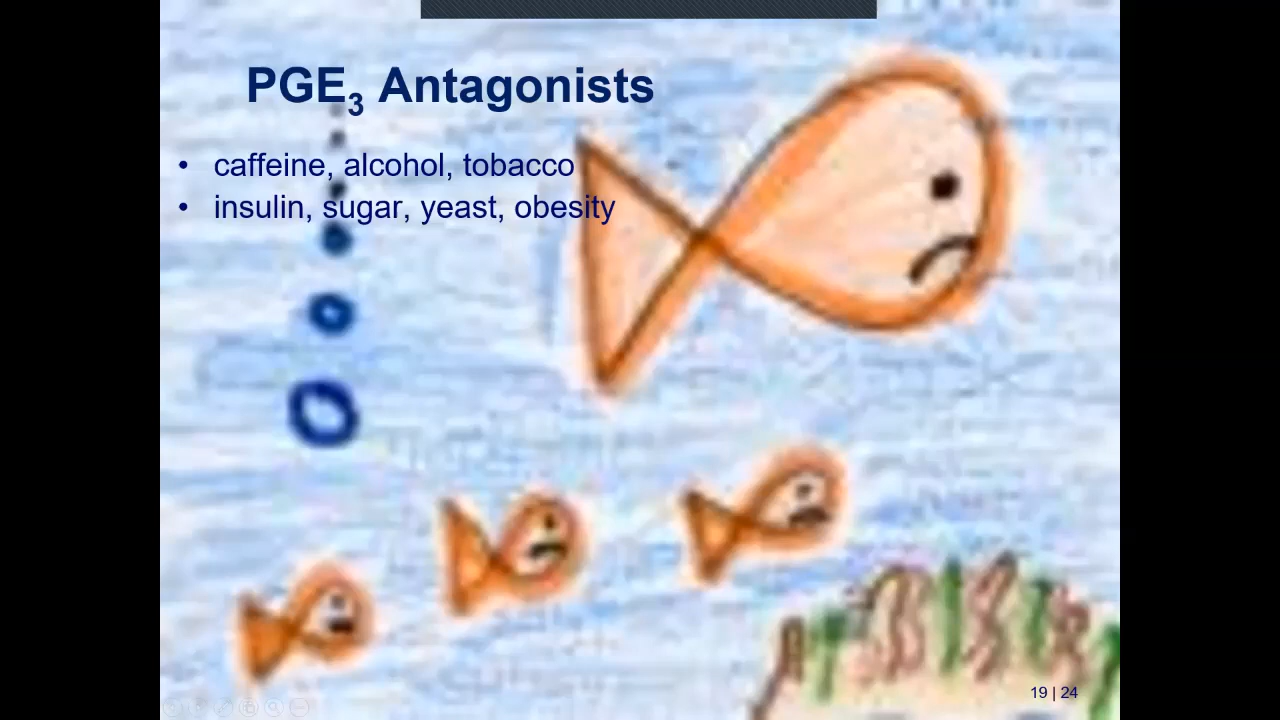 PGE₃ Antagonists
• caffeine, alcohol, tobacco
• insulin, sugar, yeast, obesity
19 | 24